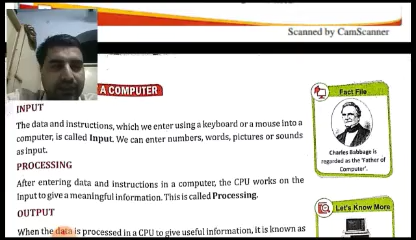 Scanned by CamScanner
A COMPUTER
INPUT
The data and instructions, which we enter using a keyboard or a mouse into
computer, is called Input. We can enter numbers, words, pictures or sounds
as input.
PROCESSING
After entering data and instructions in a computer, the CPU works on the
Input to give a meaningful information. This is called Processing.
OUTPUT
When the data is processed in a CPU to give useful information, it is known as
Fact File
Charles Babbage is
regarded as the 'Father of
Computer'.
Let's Know More